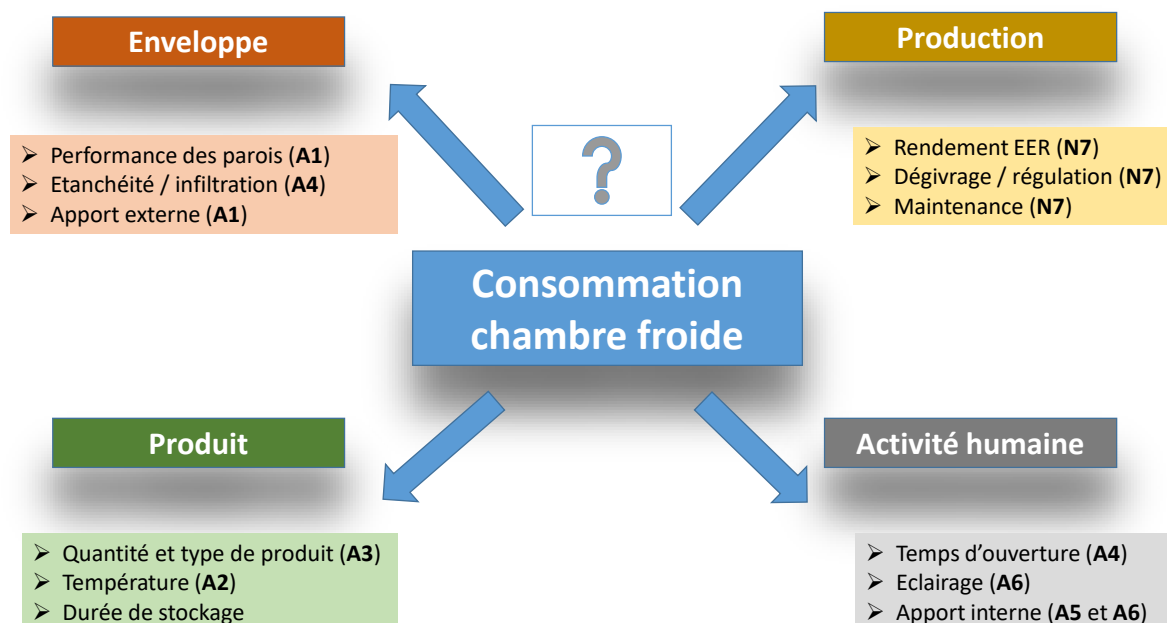 Enveloppe
➢ Performance des parois (A1)
➢ Etanchéité / infiltration (A4)
➢ Apport externe (A1)
Production
➢ Rendement EER (N7)
➢ Dégivrage / régulation (N7)
➢ Maintenance (N7)
?
Consommation
chambre froide
Produit
➢ Quantité et type de produit (A3)
➢ Température (A2)
➢ Durée de stockage
Activité humaine
➢ Temps d’ouverture (A4)
➢ Eclairage (A6)
➢ Apport interne (A5 et A6)